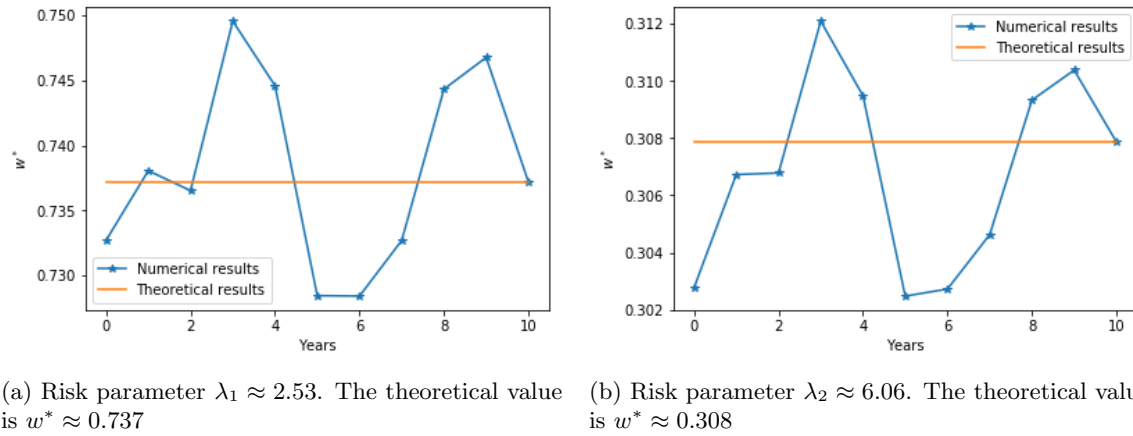 0.750
0.745
0.740
0.735
0.730
w*
Numerical results
Theoretical results
0 2 4 6 8 10
Years
(a) Risk parameter λ₁ ≈ 2.53. The theoretical value
is w* ≈ 0.737
0.312
0.310
0.308
0.306
0.304
0.302
w*
Numerical results
Theoretical results
0 2 4 6 8 10
Years
(b) Risk parameter λ₂ ≈ 6.06. The theoretical valu
is w* ≈ 0.308